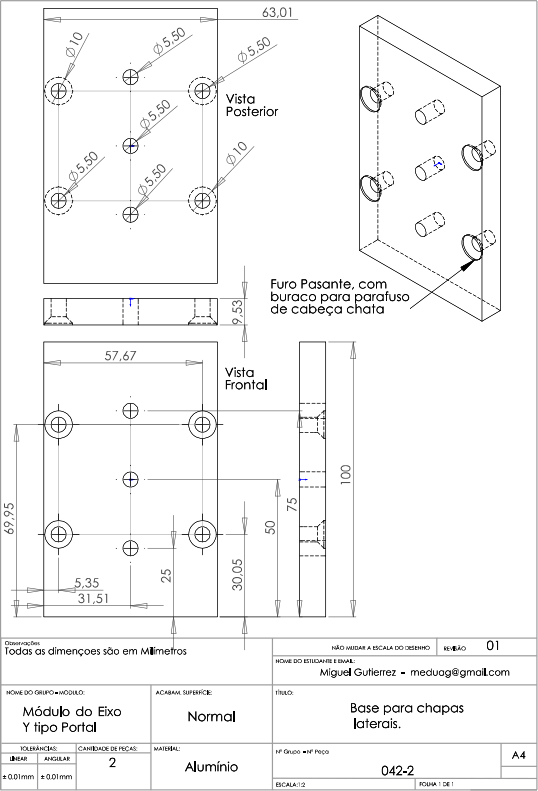 63,01
Ø10
Ø5,50
Ø5,50
Vista
Posterior
Ø5,50
Ø5,50
Ø5,50
Ø10
Furo Pasante, com
buraco para parafuso
de cabeça chata
9,53
57,67
Vista
Frontal
69,95
5,35
31,51
25
30,05
50
75
100
Observações
Todas as dimençoes são em Milimetros
NÃO MUDAR A ESCALA DO DESENHO
REVISÃO
01
NOME DO ESTUDANTE E EMAIL:
Miguel Gutierrez - meduag@gmail.com
NOME DO GRUPO-MÓDULO:
Módulo do Eixo
Y tipo Portal
ACABAM. SUPERFÍCIE:
Normal
TÍTULO:
Base para chapas
laterais.
TOLERÂNCIAS:
LINEAR
ANGULAR
± 0,01mm
± 0,01mm
CANTIDADE DE PEÇAS:
2
MATERIAL:
Alumínio
Nº Grupo - Nº Peça
042-2
A4
ESCALA:1:2
FOLHA 1 DE 1